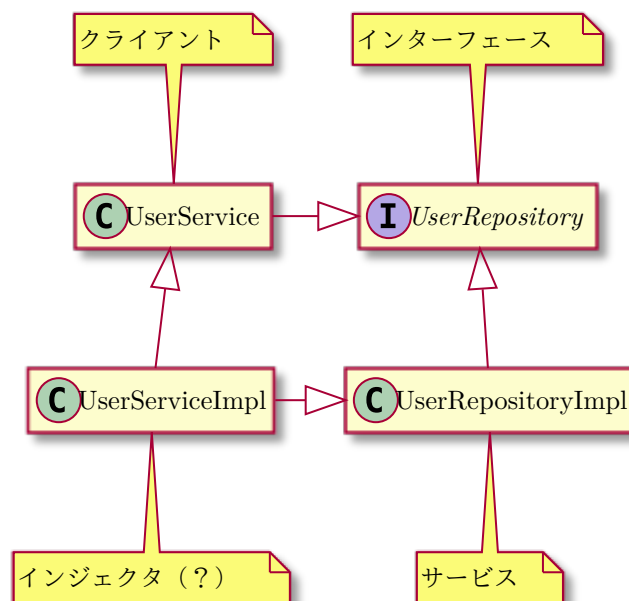 クライアント
インターフェース
C UserService
I UserRepository
C UserServiceImpl
C UserRepositoryImpl
インジェクタ（？）
サービス